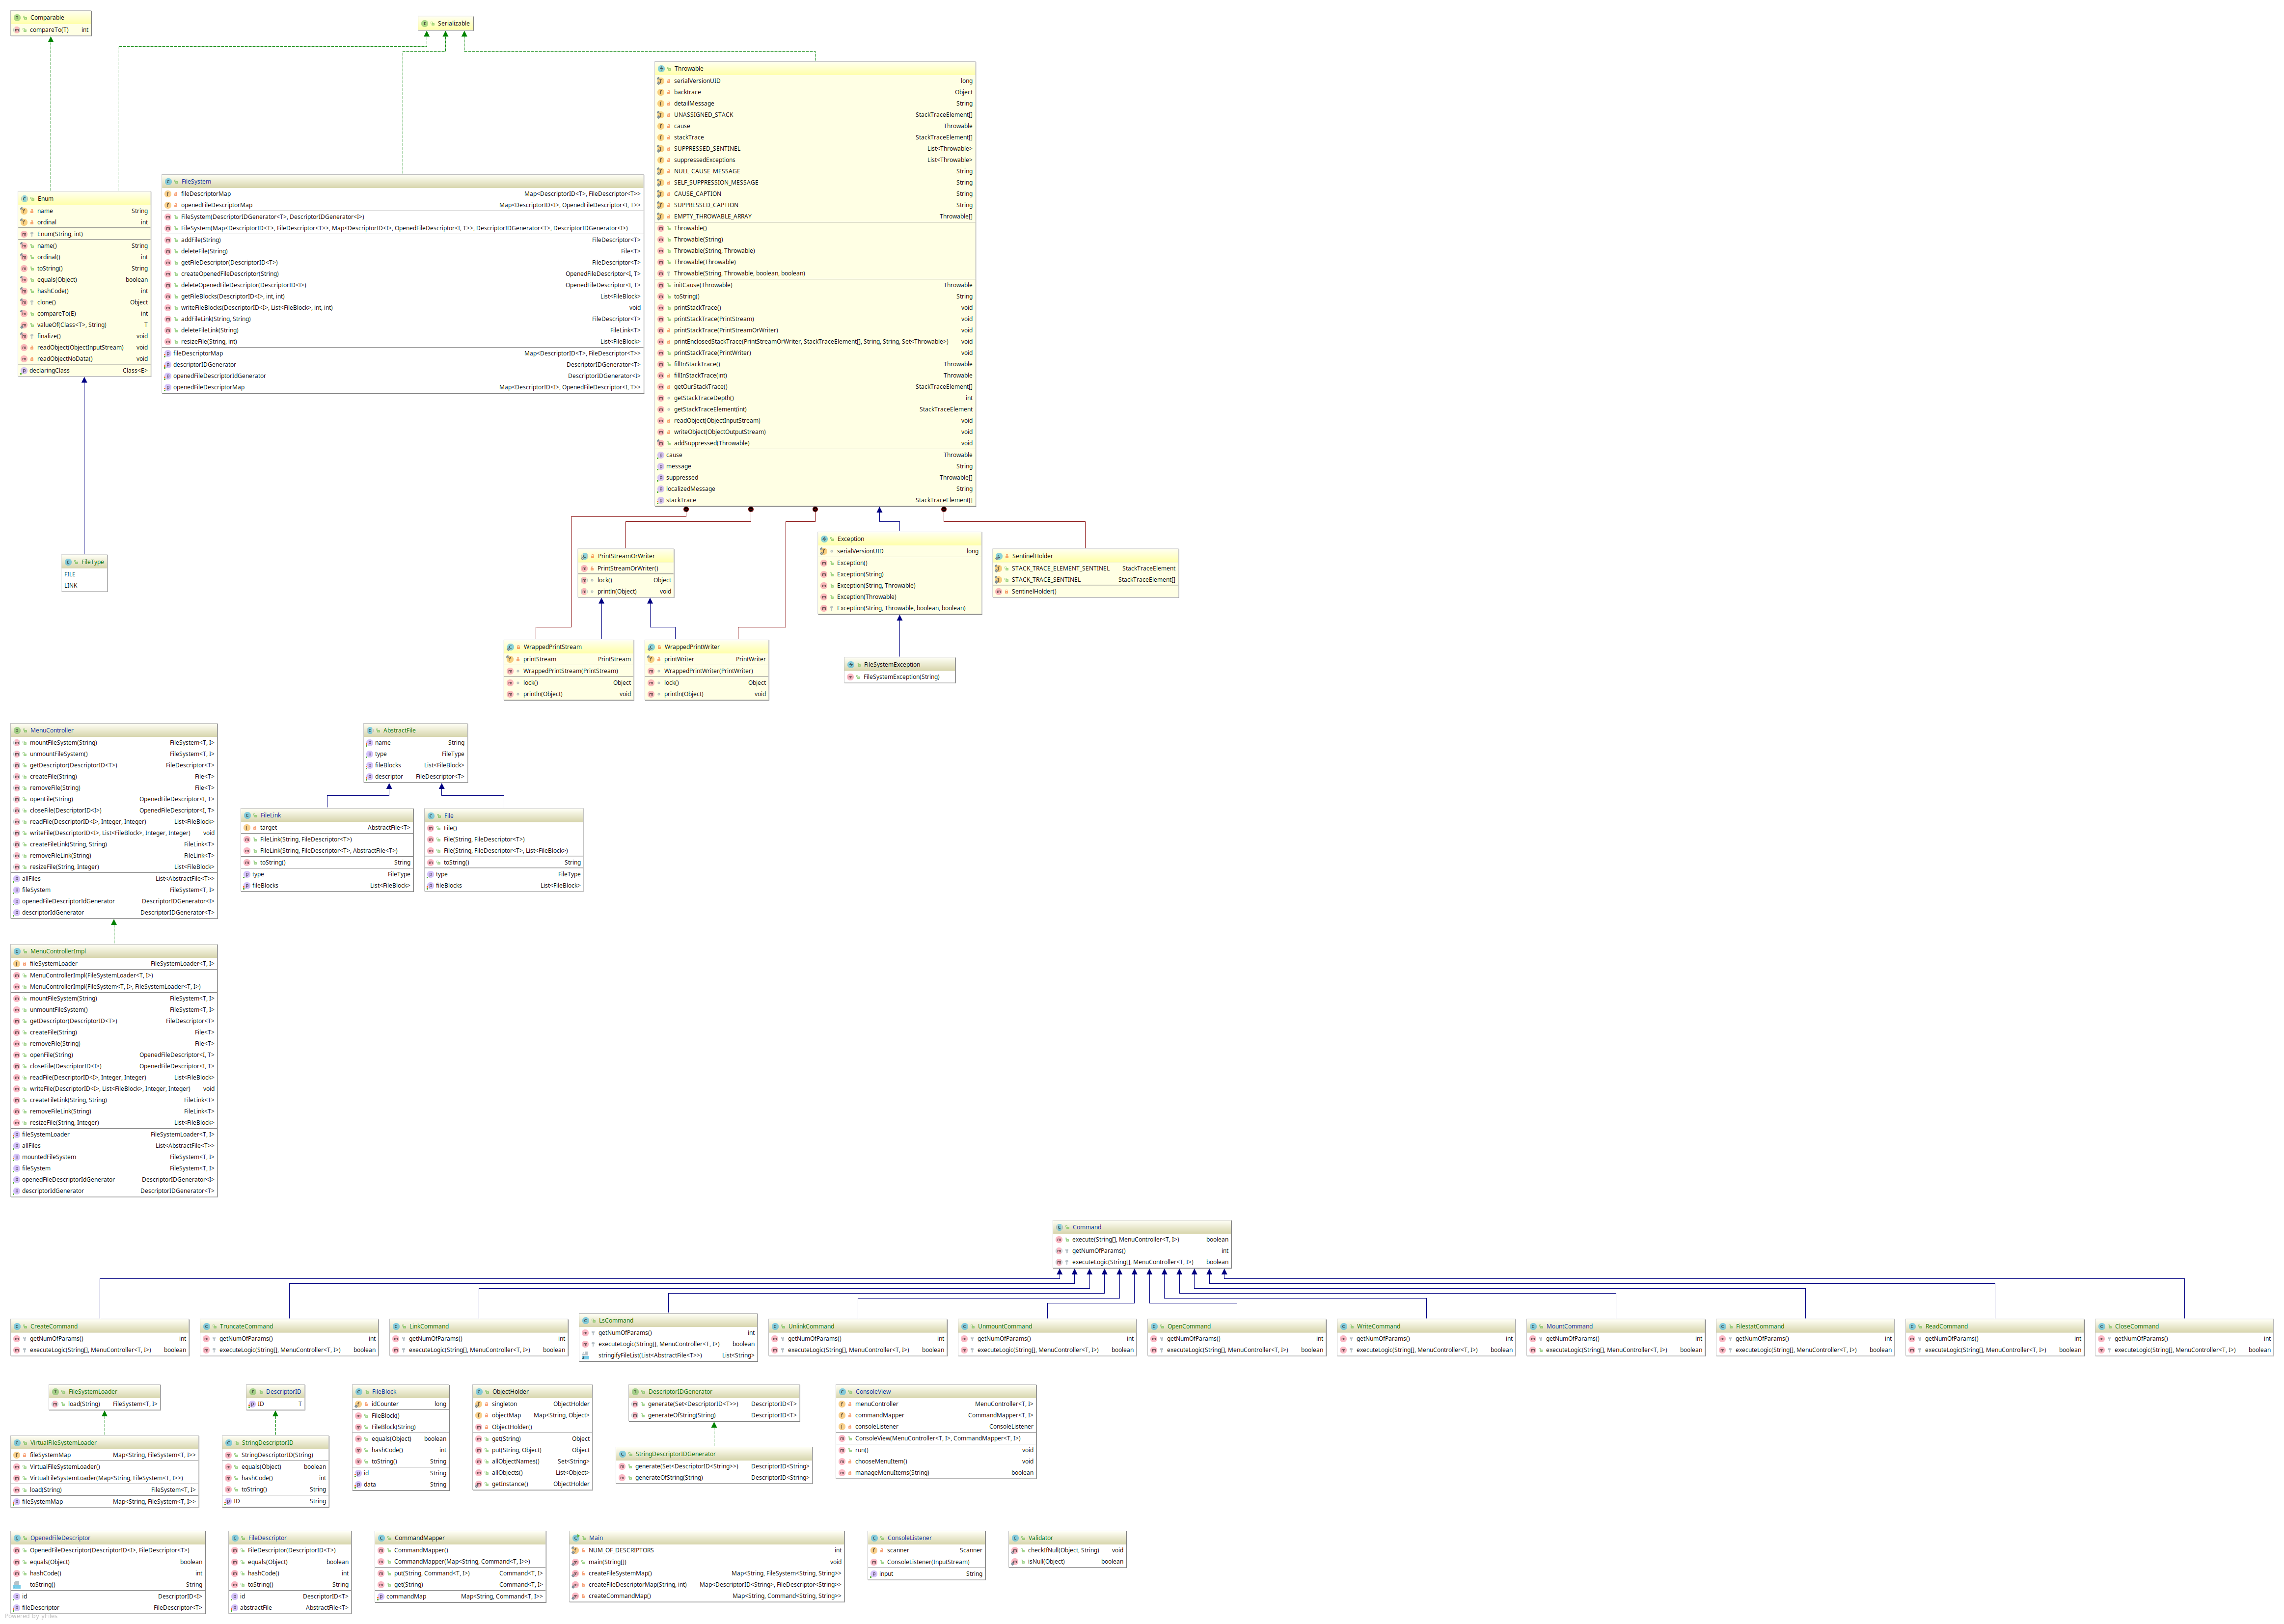 Comparable
compareTo(T) int
Serializable
Throwable
serialVersionUID long
backtrace Object
detailMessage String
UNASSIGNED_STACK StackTraceElement[]
cause Throwable
stackTrace StackTraceElement[]
SUPPRESSED_SENTINEL List<Throwable>
suppressedExceptions List<Throwable>
NULL_CAUSE_MESSAGE String
SELF_SUPPRESSION_MESSAGE String
CAUSE_CAPTION String
SUPPRESSED_CAPTION String
EMPTY_THROWABLE_ARRAY Throwable[]
Throwable()
Throwable(String)
Throwable(String, Throwable)
Throwable(Throwable)
Throwable(String, Throwable, boolean, boolean)
initCause(Throwable) Throwable
toString() String
printStackTrace() void
printStackTrace(PrintStream) void
printStackTrace(PrintStreamOrWriter) void
printEnclosedStackTrace(PrintStreamOrWriter, StackTraceElement[], String, String, Set<Throwable>) void
printStackTrace(PrintWriter) void
fillInStackTrace() Throwable
fillInStackTrace(int) Throwable
getOurStackTrace() StackTraceElement[]
getStackTraceDepth() int
getStackTraceElement(int) StackTraceElement
readObject(ObjectInputStream) void
writeObject(ObjectOutputStream) void
addSuppressed(Throwable) void
cause Throwable
message String
suppressed Throwable[]
localizedMessage String
stackTrace StackTraceElement[]
FileSystem
fileDescriptorMap Map<DescriptorID<T>, FileDescriptor<T>>
openedFileDescriptorMap Map<DescriptorID<I>, OpenedFileDescriptor<I, T>>
FileSystem(DescriptorIDGenerator<T>, DescriptorIDGenerator<I>)
FileSystem(Map<DescriptorID<T>, FileDescriptor<T>>, Map<DescriptorID<I>, OpenedFileDescriptor<I, T>>, DescriptorIDGenerator<T>, DescriptorIDGenerator<I>)
addFile(String) FileDescriptor<T>
deleteFile(String) File<T>
getFileDescriptor(DescriptorID<T>) FileDescriptor<T>
createOpenedFileDescriptor(String) OpenedFileDescriptor<I, T>
deleteOpenedFileDescriptor(DescriptorID<I>) OpenedFileDescriptor<I, T>
getFileBlocks(DescriptorID<I>, int, int) List<FileBlock>
writeFileBlocks(DescriptorID<I>, List<FileBlock>, int, int) void
addFileLink(String, String) FileDescriptor<T>
deleteFileLink(String) FileLink<T>
resizeFile(String, int) List<FileBlock>
fileDescriptorMap Map<DescriptorID<T>, FileDescriptor<T>>
descriptorIDGenerator DescriptorIDGenerator<T>
openedFileDescriptorIdGenerator DescriptorIDGenerator<I>
openedFileDescriptorMap Map<DescriptorID<I>, OpenedFileDescriptor<I, T>>
Enum
name String
ordinal int
Enum(String, int)
name() String
ordinal() int
toString() String
equals(Object) boolean
hashCode() int
clone() Object
compareTo(E) int
valueOf(Class<T>, String) T
finalize() void
readObject(ObjectInputStream) void
readObjectNoData() void
declaringClass Class<E>
FileType
FILE
LINK
PrintStreamOrWriter
PrintStreamOrWriter()
lock() Object
println(Object) void
Exception
serialVersionUID long
Exception()
Exception(String)
Exception(String, Throwable)
Exception(Throwable)
Exception(String, Throwable, boolean, boolean)
SentinelHolder
STACK_TRACE_ELEMENT_SENTINEL StackTraceElement
STACK_TRACE_SENTINEL StackTraceElement[]
SentinelHolder()
WrappedPrintStream
printStream PrintStream
WrappedPrintStream(PrintStream)
lock() Object
println(Object) void
WrappedPrintWriter
printWriter PrintWriter
WrappedPrintWriter(PrintWriter)
lock() Object
println(Object) void
FileSystemException
FileSystemException(String)
MenuController
mountFileSystem(String) FileSystem<T, I>
unmountFileSystem() FileSystem<T, I>
getDescriptor(DescriptorID<T>) FileDescriptor<T>
createFile(String) File<T>
removeFile(String) File<T>
openFile(String) OpenedFileDescriptor<I, T>
closeFile(DescriptorID<I>) OpenedFileDescriptor<I, T>
readFile(DescriptorID<I>, Integer, Integer) List<FileBlock>
writeFile(DescriptorID<I>, List<FileBlock>, Integer, Integer) void
createFileLink(String, String) FileLink<T>
removeFileLink(String) FileLink<T>
resizeFile(String, Integer) List<FileBlock>
allFiles List<AbstractFile<T>>
fileSystem FileSystem<T, I>
openedFileDescriptorIdGenerator DescriptorIDGenerator<I>
descriptorIdGenerator DescriptorIDGenerator<T>
AbstractFile
name String
type FileType
fileBlocks List<FileBlock>
descriptor FileDescriptor<T>
FileLink
target AbstractFile<T>
FileLink(String, FileDescriptor<T>)
FileLink(String, FileDescriptor<T>, AbstractFile<T>)
toString() String
type FileType
fileBlocks List<FileBlock>
File
File()
File(String, FileDescriptor<T>)
File(String, FileDescriptor<T>, List<FileBlock>)
toString() String
type FileType
fileBlocks List<FileBlock>
MenuControllerImpl
fileSystemLoader FileSystemLoader<T, I>
MenuControllerImpl(FileSystemLoader<T, I>)
MenuControllerImpl(FileSystem<T, I>, FileSystemLoader<T, I>)
mountFileSystem(String) FileSystem<T, I>
unmountFileSystem() FileSystem<T, I>
getDescriptor(DescriptorID<T>) FileDescriptor<T>
createFile(String) File<T>
removeFile(String) File<T>
openFile(String) OpenedFileDescriptor<I, T>
closeFile(DescriptorID<I>) OpenedFileDescriptor<I, T>
readFile(DescriptorID<I>, Integer, Integer) List<FileBlock>
writeFile(DescriptorID<I>, List<FileBlock>, Integer, Integer) void
createFileLink(String, String) FileLink<T>
removeFileLink(String) FileLink<T>
resizeFile(String, Integer) List<FileBlock>
fileSystemLoader FileSystemLoader<T, I>
allFiles List<AbstractFile<T>>
mountedFileSystem FileSystem<T, I>
fileSystem FileSystem<T, I>
openedFileDescriptorIdGenerator DescriptorIDGenerator<I>
descriptorIdGenerator DescriptorIDGenerator<T>
Command
execute(String[], MenuController<T, I>) boolean
getNumOfParams() int
executeLogic(String[], MenuController<T, I>) boolean
CreateCommand
getNumOfParams() int
executeLogic(String[], MenuController<T, I>) boolean
TruncateCommand
getNumOfParams() int
executeLogic(String[], MenuController<T, I>) boolean
LinkCommand
getNumOfParams() int
executeLogic(String[], MenuController<T, I>) boolean
LsCommand
getNumOfParams() int
executeLogic(String[], MenuController<T, I>) boolean
stringifyFileList(List<AbstractFile<T>>) List<String>
UnlinkCommand
getNumOfParams() int
executeLogic(String[], MenuController<T, I>) boolean
UnmountCommand
getNumOfParams() int
executeLogic(String[], MenuController<T, I>) boolean
OpenCommand
getNumOfParams() int
executeLogic(String[], MenuController<T, I>) boolean
WriteCommand
getNumOfParams() int
executeLogic(String[], MenuController<T, I>) boolean
MountCommand
getNumOfParams() int
executeLogic(String[], MenuController<T, I>) boolean
FilestatCommand
getNumOfParams() int
executeLogic(String[], MenuController<T, I>) boolean
ReadCommand
getNumOfParams() int
executeLogic(String[], MenuController<T, I>) boolean
CloseCommand
getNumOfParams() int
executeLogic(String[], MenuController<T, I>) boolean
FileSystemLoader
load(String) FileSystem<T, I>
VirtualFileSystemLoader
fileSystemMap Map<String, FileSystem<T, I>>
VirtualFileSystemLoader()
VirtualFileSystemLoader(Map<String, FileSystem<T, I>>)
load(String) FileSystem<T, I>
fileSystemMap Map<String, FileSystem<T, I>>
DescriptorID
ID T
StringDescriptorID
StringDescriptorID(String)
equals(Object) boolean
hashCode() int
toString() String
ID String
FileBlock
idCounter long
FileBlock()
FileBlock(String)
equals(Object) boolean
hashCode() int
toString() String
id String
data String
ObjectHolder
singleton ObjectHolder
objectMap Map<String, Object>
ObjectHolder()
get(String) Object
put(String, Object) Object
allObjectNames() Set<String>
allObjects() List<Object>
getInstance() ObjectHolder
DescriptorIDGenerator
generate(Set<DescriptorID<T>>) DescriptorID<T>
generateOfString(String) DescriptorID<T>
StringDescriptorIDGenerator
generate(Set<DescriptorID<String>>) DescriptorID<String>
generateOfString(String) DescriptorID<String>
ConsoleView
menuController MenuController<T, I>
commandMapper CommandMapper<T, I>
consoleListener ConsoleListener
ConsoleView(MenuController<T, I>, CommandMapper<T, I>)
run() void
chooseMenuItem() void
manageMenuItems(String) boolean
OpenedFileDescriptor
OpenedFileDescriptor(DescriptorID<I>, FileDescriptor<T>)
equals(Object) boolean
hashCode() int
toString() String
id DescriptorID<I>
fileDescriptor FileDescriptor<T>
FileDescriptor
FileDescriptor(DescriptorID<T>)
equals(Object) boolean
hashCode() int
toString() String
id DescriptorID<T>
abstractFile AbstractFile<T>
CommandMapper
CommandMapper()
CommandMapper(Map<String, Command<T, I>>)
put(String, Command<T, I>) Command<T, I>
get(String) Command<T, I>
commandMap Map<String, Command<T, I>>
Main
NUM_OF_DESCRIPTORS int
main(String[]) void
createFileSystemMap() Map<String, FileSystem<String, String>>
createFileDescriptorMap(String, int) Map<DescriptorID<String>, FileDescriptor<String>>
createCommandMap() Map<String, Command<String, String>>
ConsoleListener
scanner Scanner
ConsoleListener(InputStream)
input String
Validator
checkIfNull(Object, String) void
isNull(Object) boolean
Powered by yFiles